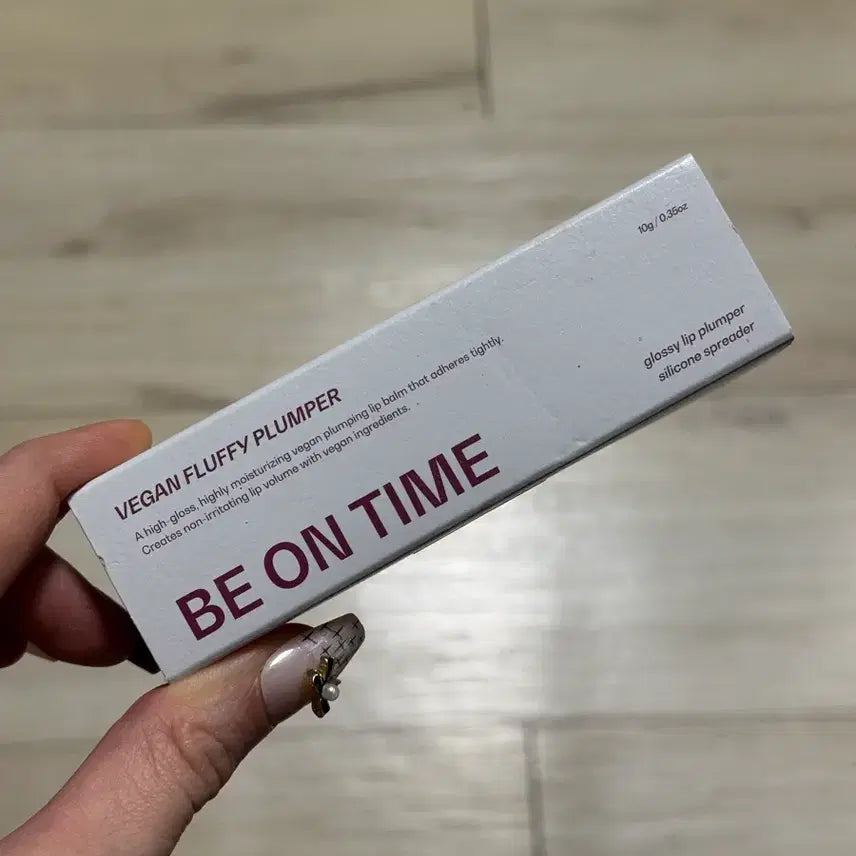 VEGAN FLUFFY PLUMPER
A high-gloss, highly moisturizing vegan plumping lip balm that adheres tightly.
Creates non-irritating lip volume with vegan ingredients.
BE ON TIME
10g / 0.35oz
glossy lip plumper
silicone spreader